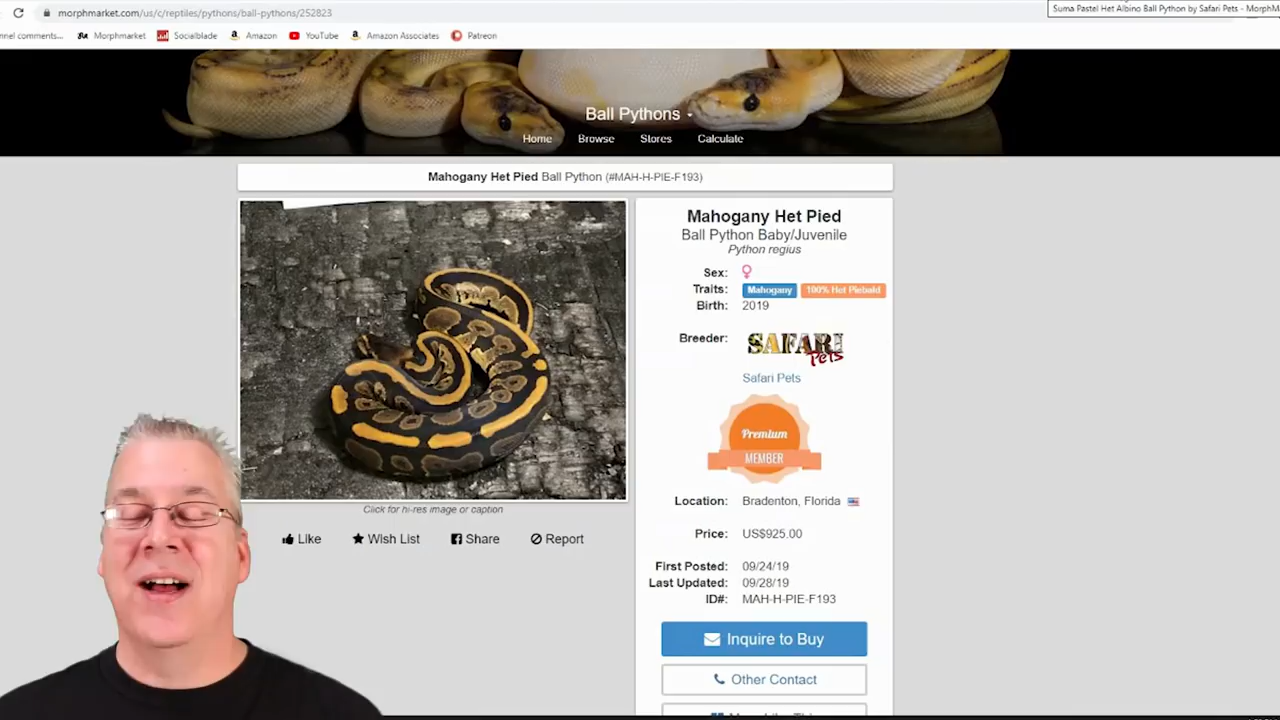 morphmarket.com/us/c/reptiles/pythons/ball-pythons/252823
Suma Pastel Het Albino Ball Python by Safari Pets - MorphM
nnel comments...
Morphmarket
Socialblade
Amazon
YouTube
Amazon Associates
Patreon
Ball Pythons
Home
Browse
Stores
Calculate
Mahogany Het Pied Ball Python (#MAH-H-PIE-F193)
Mahogany Het Pied
Ball Python Baby/Juvenile
Python regius
Sex: ♀
Traits: Mahogany 100% Het Piebald
Birth: 2019
Breeder: SAFARI
Pets
Safari Pets
Premium
MEMBER
Location: Bradenton, Florida
Price: US$925.00
First Posted: 09/24/19
Last Updated: 09/28/19
ID#: MAH-H-PIE-F193
Inquire to Buy
Other Contact
Click for hi-res image or caption
Like
Wish List
Share
Report